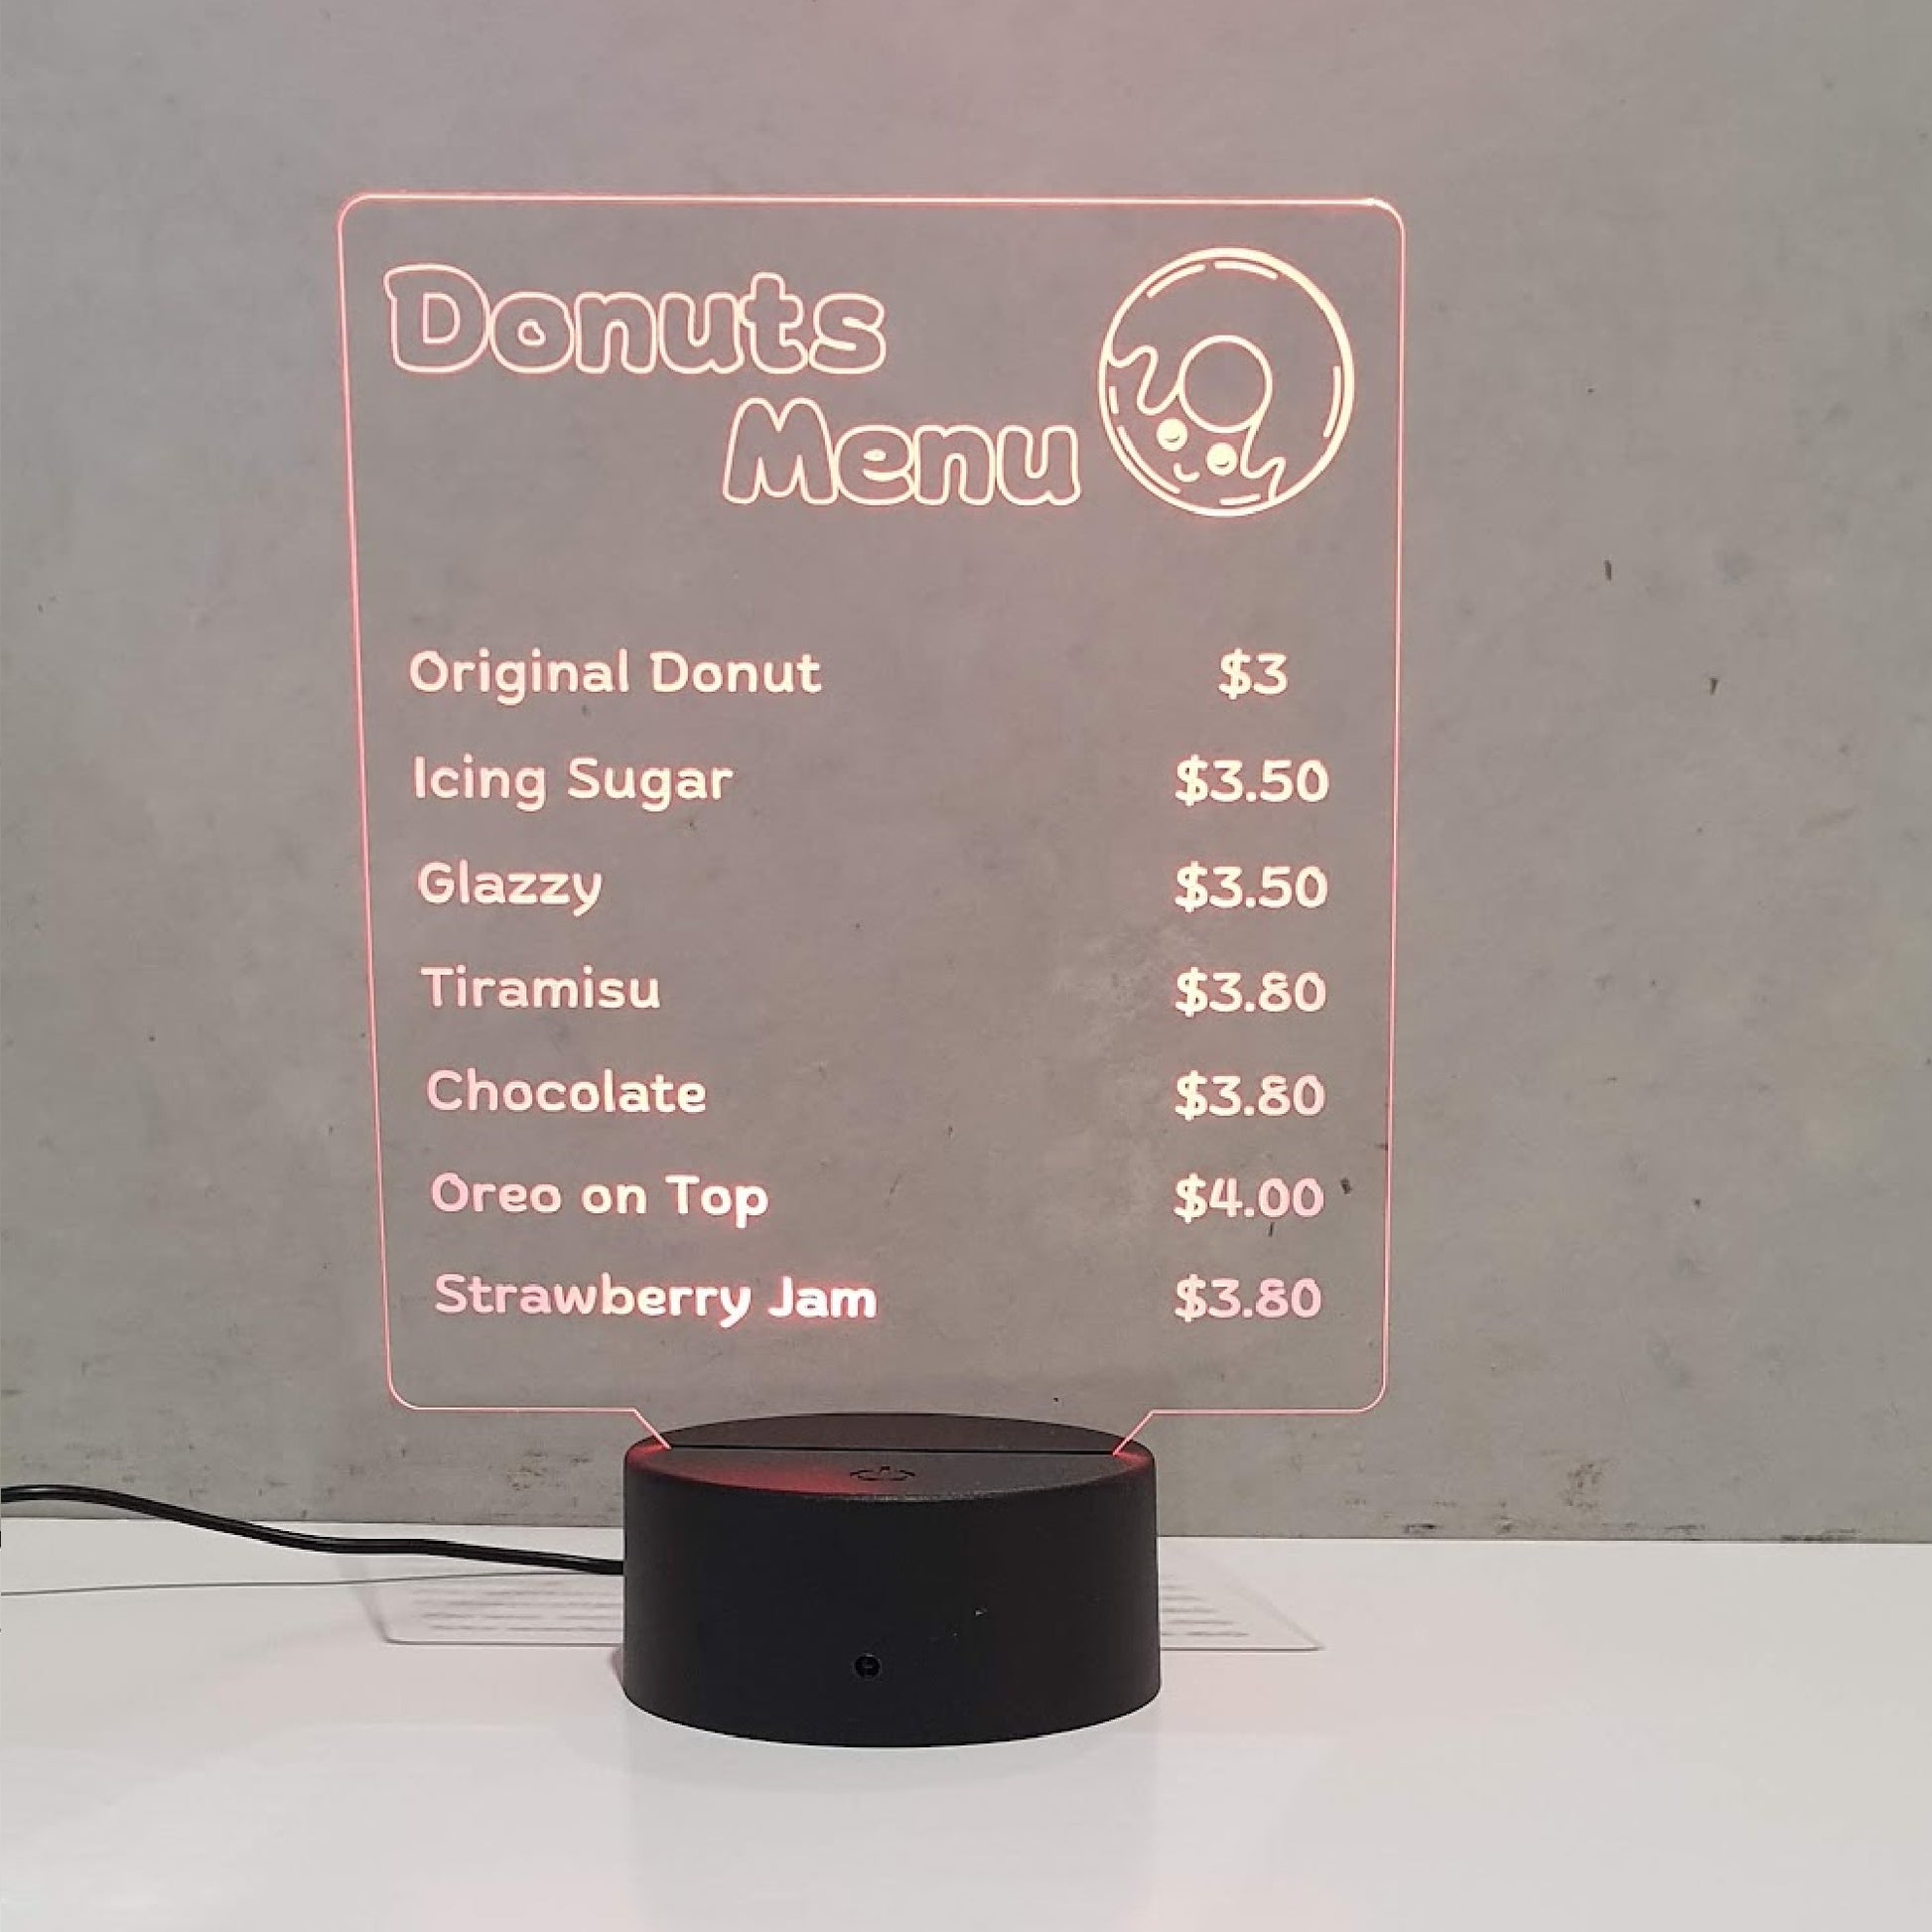 Donuts
Menu
Original Donut $3
Icing Sugar $3.50
Glazzy $3.50
Tiramisu $3.80
Chocolate $3.80
Oreo on Top $4.00
Strawberry Jam $3.80